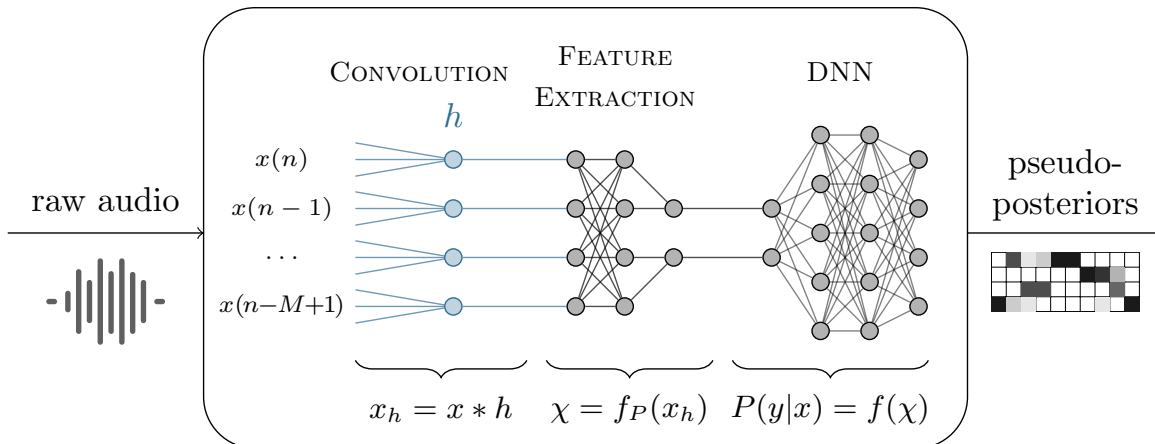 CONVOLUTION
FEATURE
EXTRACTION
DNN
h
x(n)
x(n − 1)
· · ·
x(n−M+1)
raw audio
pseudo-
posteriors
x_h = x ∗ h
χ = f_P(x_h)
P(y|x) = f(χ)